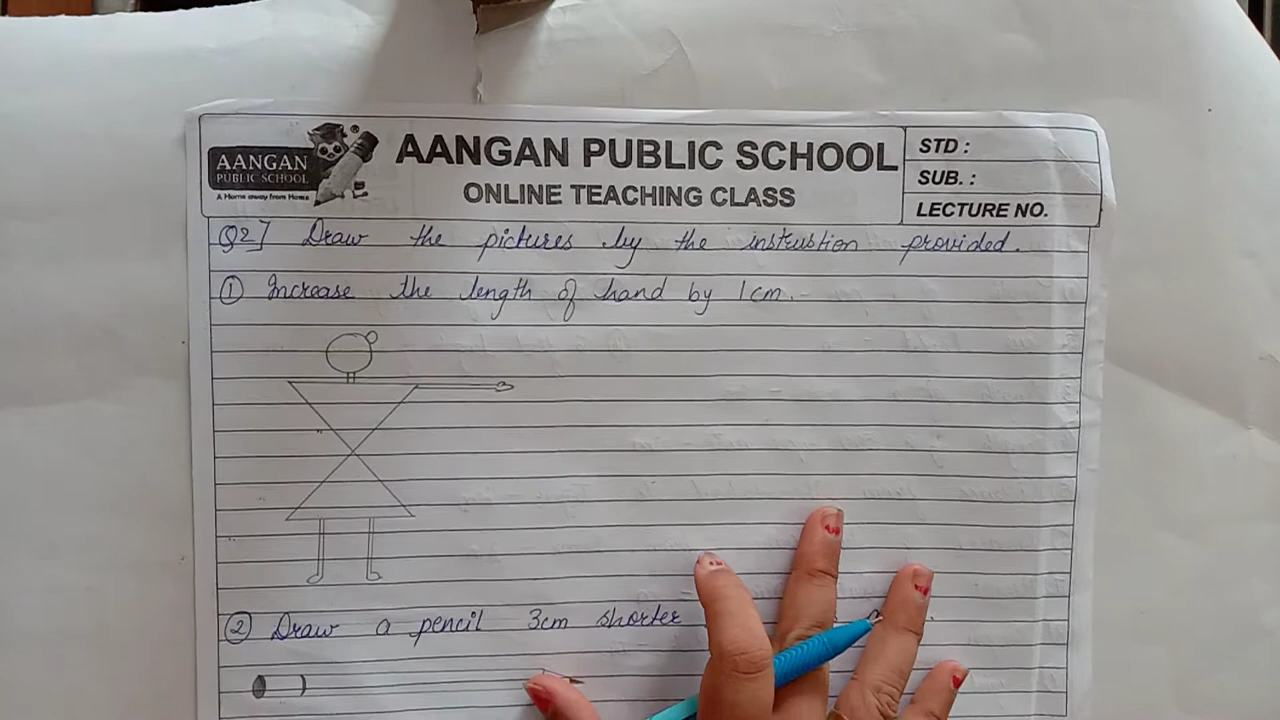 AANGAN
PUBLIC SCHOOL
A Home away from Home
AANGAN PUBLIC SCHOOL
ONLINE TEACHING CLASS
STD :
SUB. :
LECTURE NO.
Q2] Draw the pictures by the instrustion provided.
① Increase the length of hand by 1cm.
② Draw a pencil 3cm shorter